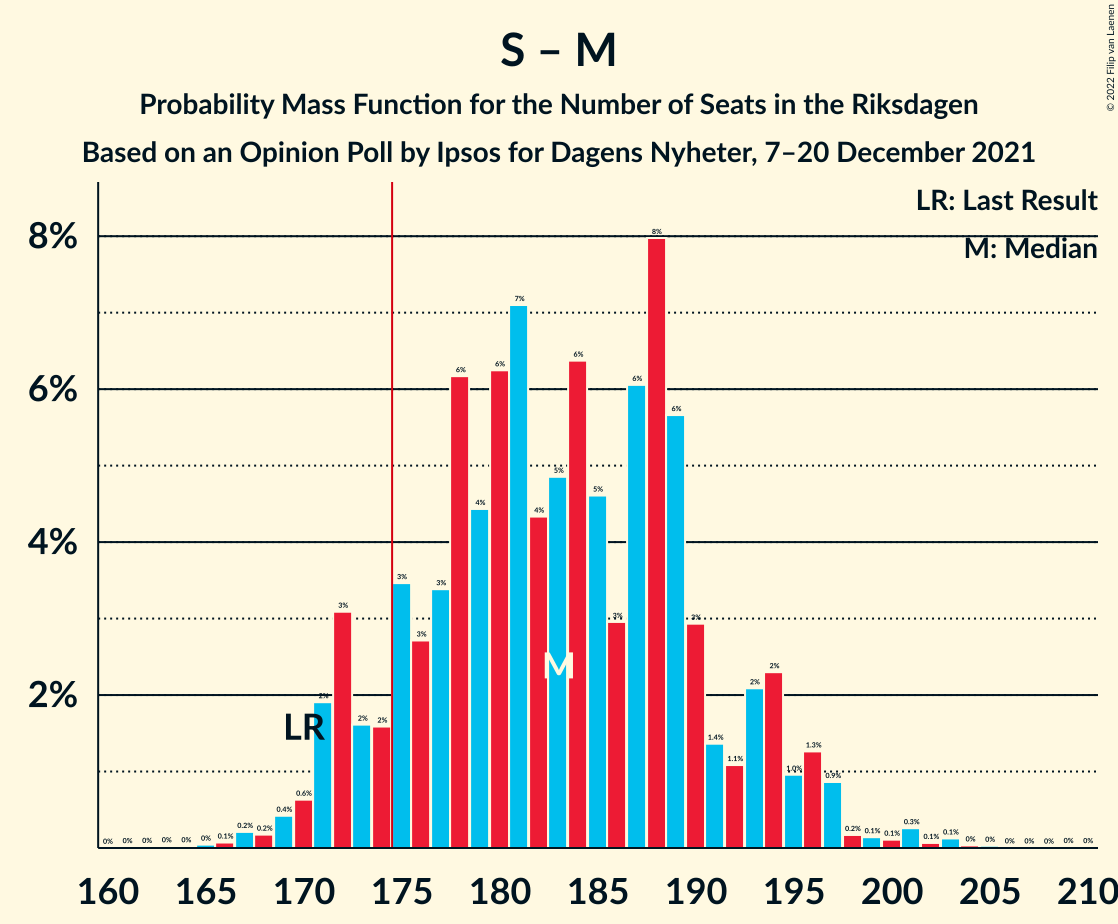 S – M
Probability Mass Function for the Number of Seats in the Riksdagen
Based on an Opinion Poll by Ipsos for Dagens Nyheter, 7–20 December 2021
© 2022 Filip van Laenen
LR: Last Result
M: Median
8%
6%
4%
2%
0% 0% 0% 0% 0% 0% 0.1% 0.2% 0.2% 0.4% 0.6% 2% 3% 2% 2% 3% 3% 3% 6% 4% 6% 7% 4% 5% 6% 5% 3% 6% 8% 6% 3% 1.4% 1.1% 2% 2% 1.0% 1.3% 0.9% 0.2% 0.1% 0.1% 0.3% 0.1% 0.1% 0% 0% 0% 0% 0% 0% 0%
LR
M
160 165 170 175 180 185 190 195 200 205 210